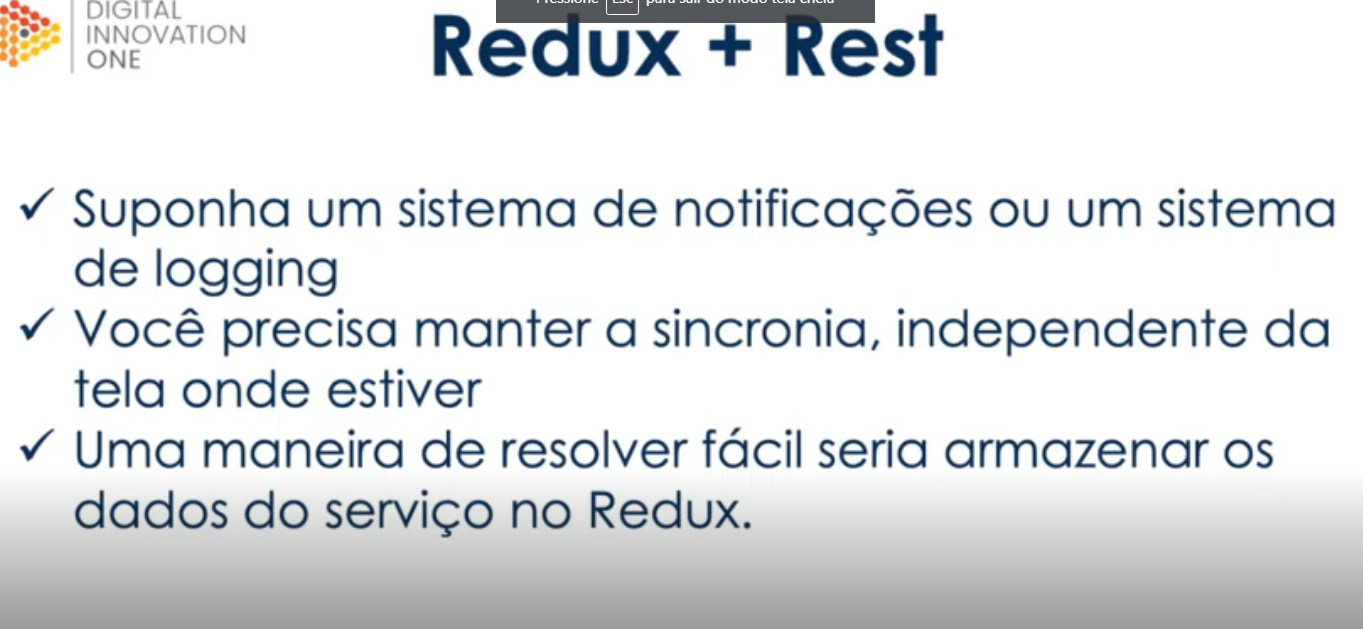 DIGITAL
INNOVATION
ONE
Pressione Esc para sair do modo tela cheia
Redux + Rest
✓ Suponha um sistema de notificações ou um sistema
de logging
✓ Você precisa manter a sincronia, independente da
tela onde estiver
✓ Uma maneira de resolver fácil seria armazenar os
dados do serviço no Redux.